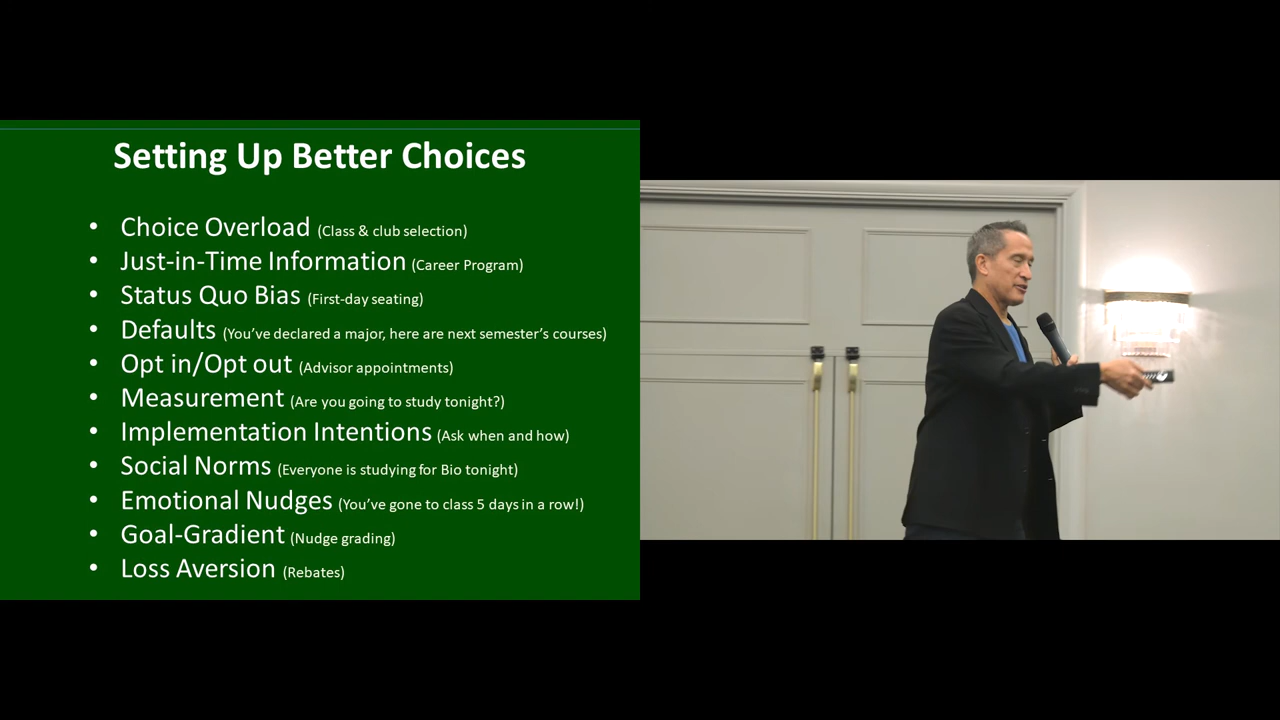 Setting Up Better Choices
• Choice Overload (Class & club selection)
• Just-in-Time Information (Career Program)
• Status Quo Bias (First-day seating)
• Defaults (You've declared a major, here are next semester's courses)
• Opt in/Opt out (Advisor appointments)
• Measurement (Are you going to study tonight?)
• Implementation Intentions (Ask when and how)
• Social Norms (Everyone is studying for Bio tonight)
• Emotional Nudges (You've gone to class 5 days in a row!)
• Goal-Gradient (Nudge grading)
• Loss Aversion (Rebates)